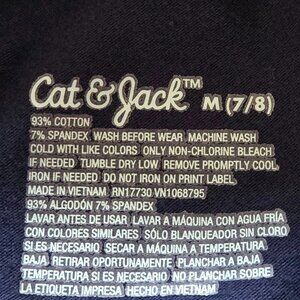 Cat & Jack™ M (7/8)
93% COTTON
7% SPANDEX WASH BEFORE WEAR MACHINE WASH
COLD WITH LIKE COLORS ONLY NON-CHLORINE BLEACH
IF NEEDED TUMBLE DRY LOW REMOVE PROMPTLY COOL
IRON IF NEEDED DO NOT IRON ON PRINT LABEL
MADE IN VIETNAM RN17730 VN1068795
93% ALGODÓN 7% SPANDEX
LAVAR ANTES DE USAR LAVAR A MÁQUINA CON AGUA FRÍA
CON COLORES SIMILARES SÓLO BLANQUEADOR SIN CLORO
SI ES NECESARIO SECAR A MÁQUINA A TEMPERATURA
BAJA RETIRAR OPORTUNAMENTE PLANCHAR A BAJA
TEMPERATURA SI ES NECESARIO NO PLANCHAR SOBRE
LA ETIQUETA IMPRESA HECHO EN VIETNAM